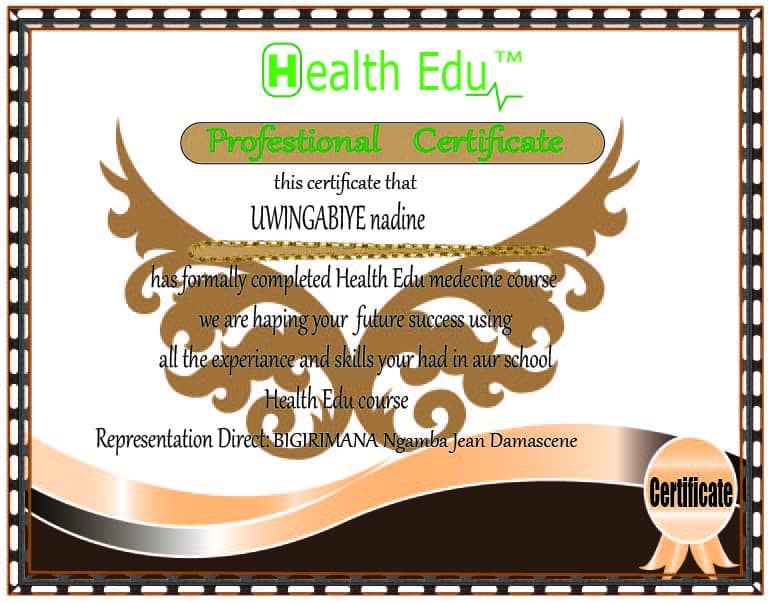 Health Edu™
Profestional Certificate
this certificate that
UWINGABIYE nadine
has formally completed Health Edu medecine course
we are haping your future success using
all the experiance and skills your had in aur school
Health Edu course
Representation Direct: BIGIRIMANA Ngamba Jean Damascene
Certificate